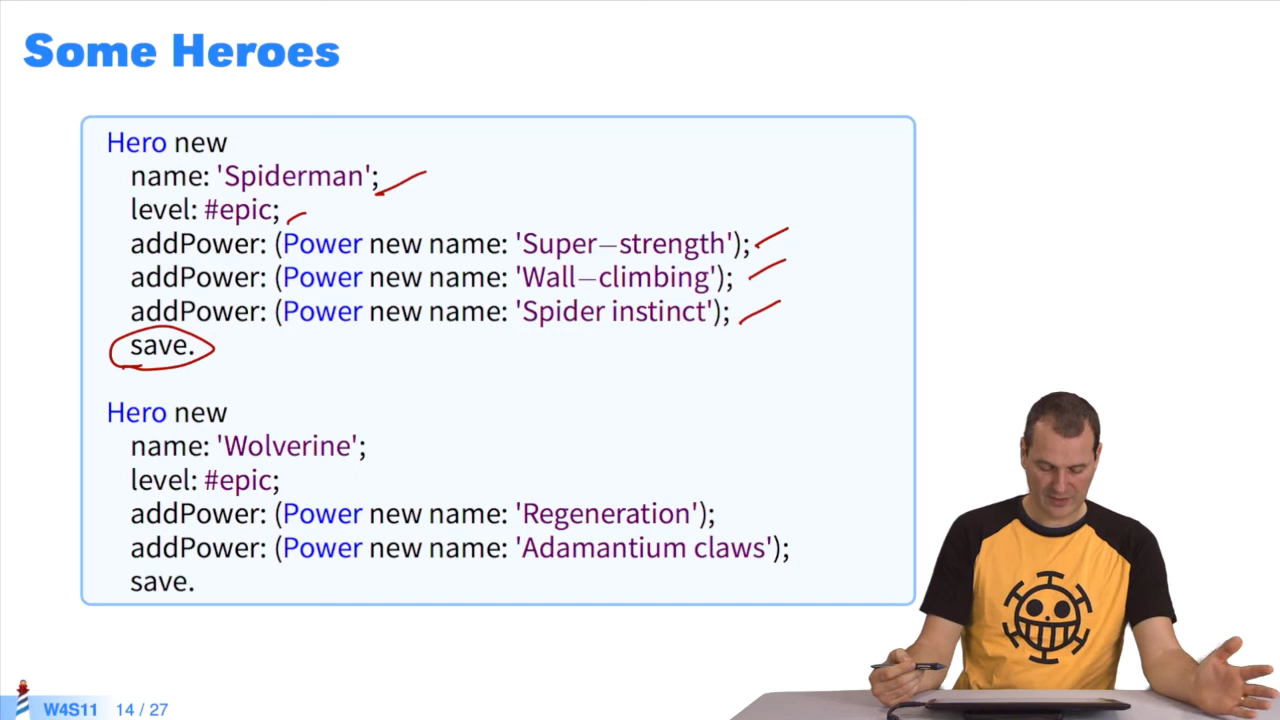 Some Heroes
Hero new
name: 'Spiderman';
level: #epic;
addPower: (Power new name: 'Super–strength');
addPower: (Power new name: 'Wall–climbing');
addPower: (Power new name: 'Spider instinct');
save.
Hero new
name: 'Wolverine';
level: #epic;
addPower: (Power new name: 'Regeneration');
addPower: (Power new name: 'Adamantium claws');
save.
W4S11 14 / 27